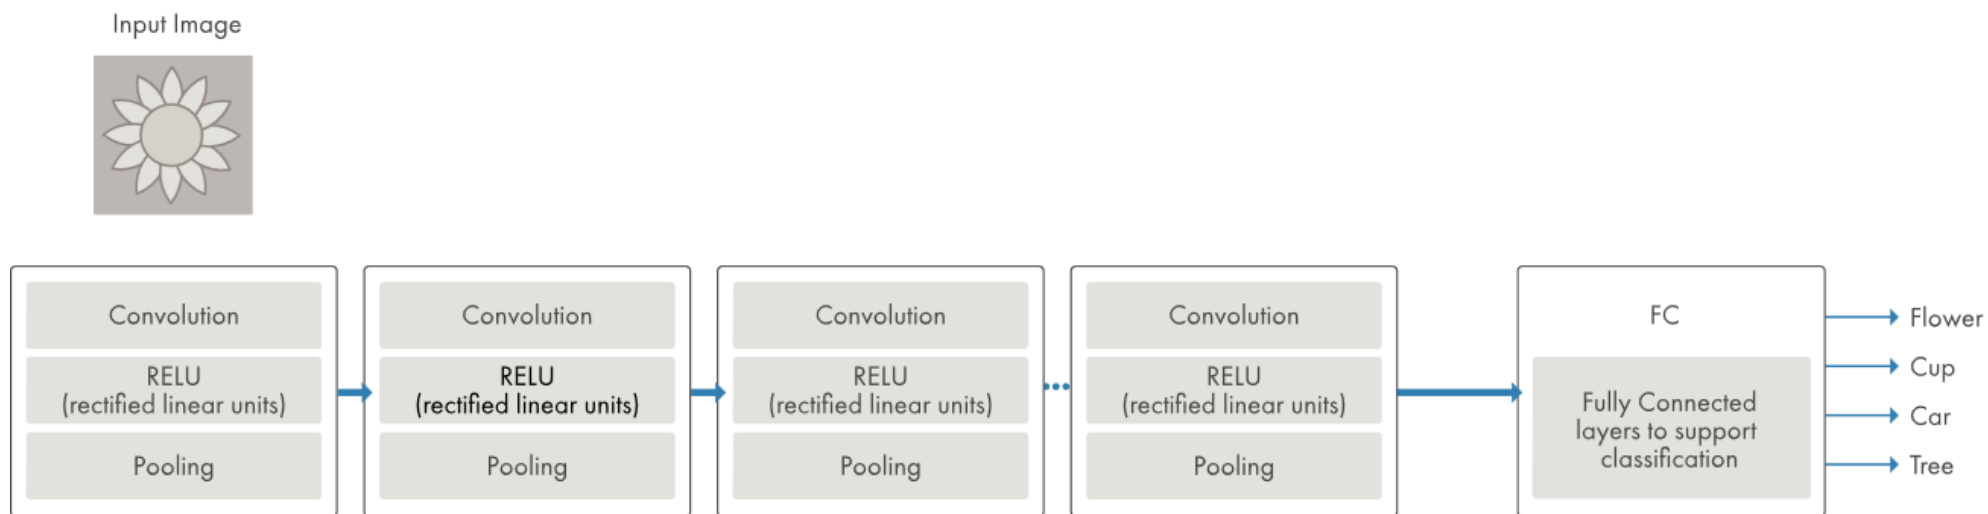 Input Image
Convolution
RELU
(rectified linear units)
Pooling
Convolution
RELU
(rectified linear units)
Pooling
Convolution
RELU
(rectified linear units)
Pooling
Convolution
RELU
(rectified linear units)
Pooling
FC
Fully Connected
layers to support
classification
Flower
Cup
Car
Tree